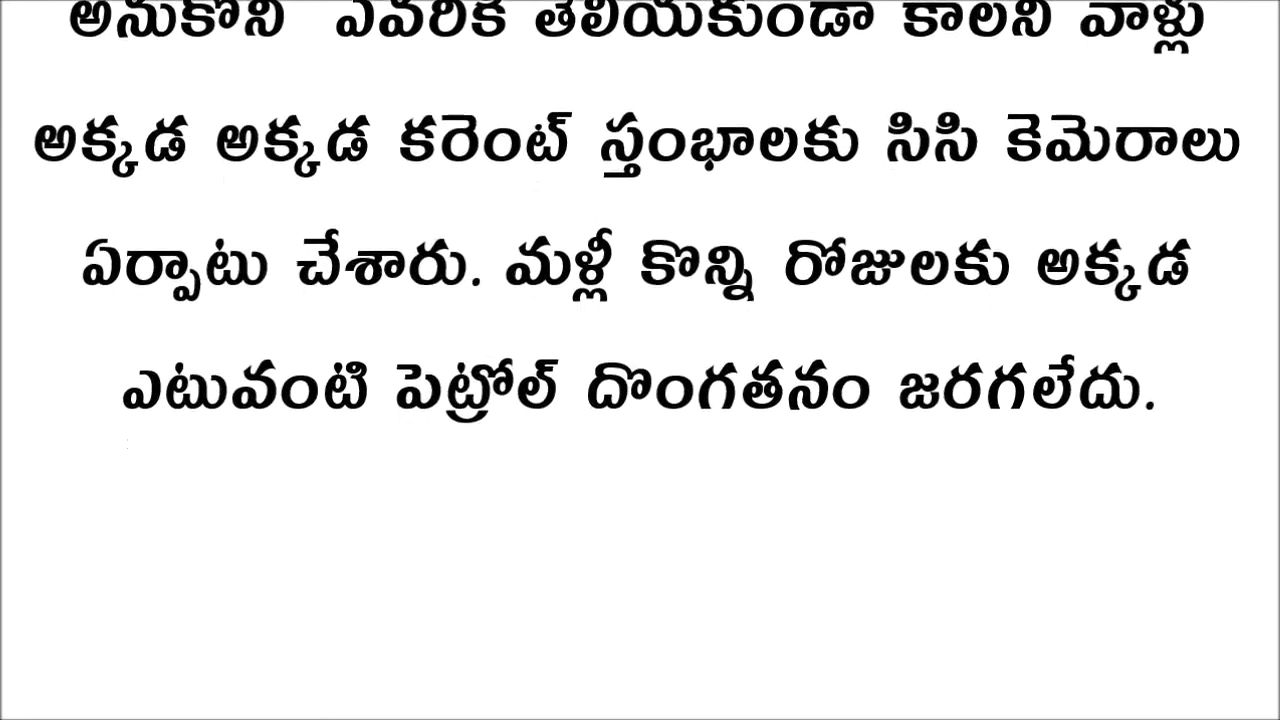 అనుకొని ఎవరికి తెలియకుండా కాలని వాళ్లు
అక్కడ అక్కడ కరెంట్ స్తంభాలకు సిసి కెమెరాలు
ఏర్పాటు చేశారు. మళ్లీ కొన్ని రోజులకు అక్కడ
ఎటువంటి పెట్రోల్ దొంగతనం జరగలేదు.